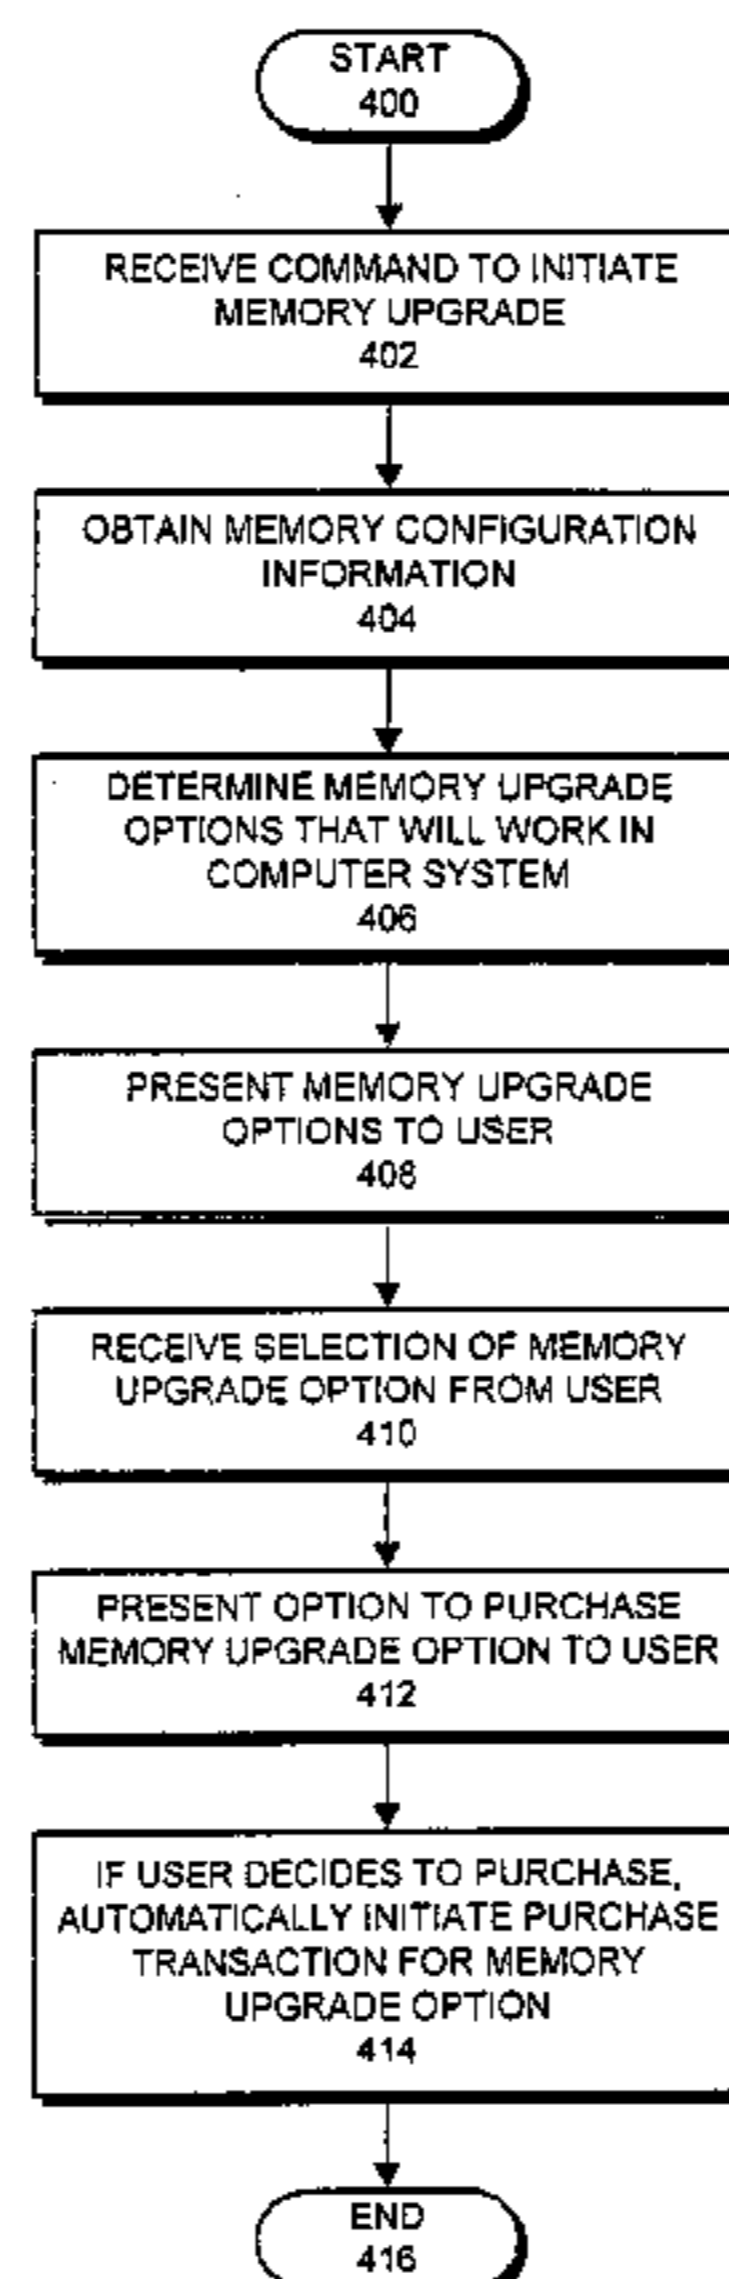 START
400
RECEIVE COMMAND TO INITIATE
MEMORY UPGRADE
402
OBTAIN MEMORY CONFIGURATION
INFORMATION
404
DETERMINE MEMORY UPGRADE
OPTIONS THAT WILL WORK IN
COMPUTER SYSTEM
406
PRESENT MEMORY UPGRADE
OPTIONS TO USER
408
RECEIVE SELECTION OF MEMORY
UPGRADE OPTION FROM USER
410
PRESENT OPTION TO PURCHASE
MEMORY UPGRADE OPTION TO USER
412
IF USER DECIDES TO PURCHASE,
AUTOMATICALLY INITIATE PURCHASE
TRANSACTION FOR MEMORY
UPGRADE OPTION
414
END
416